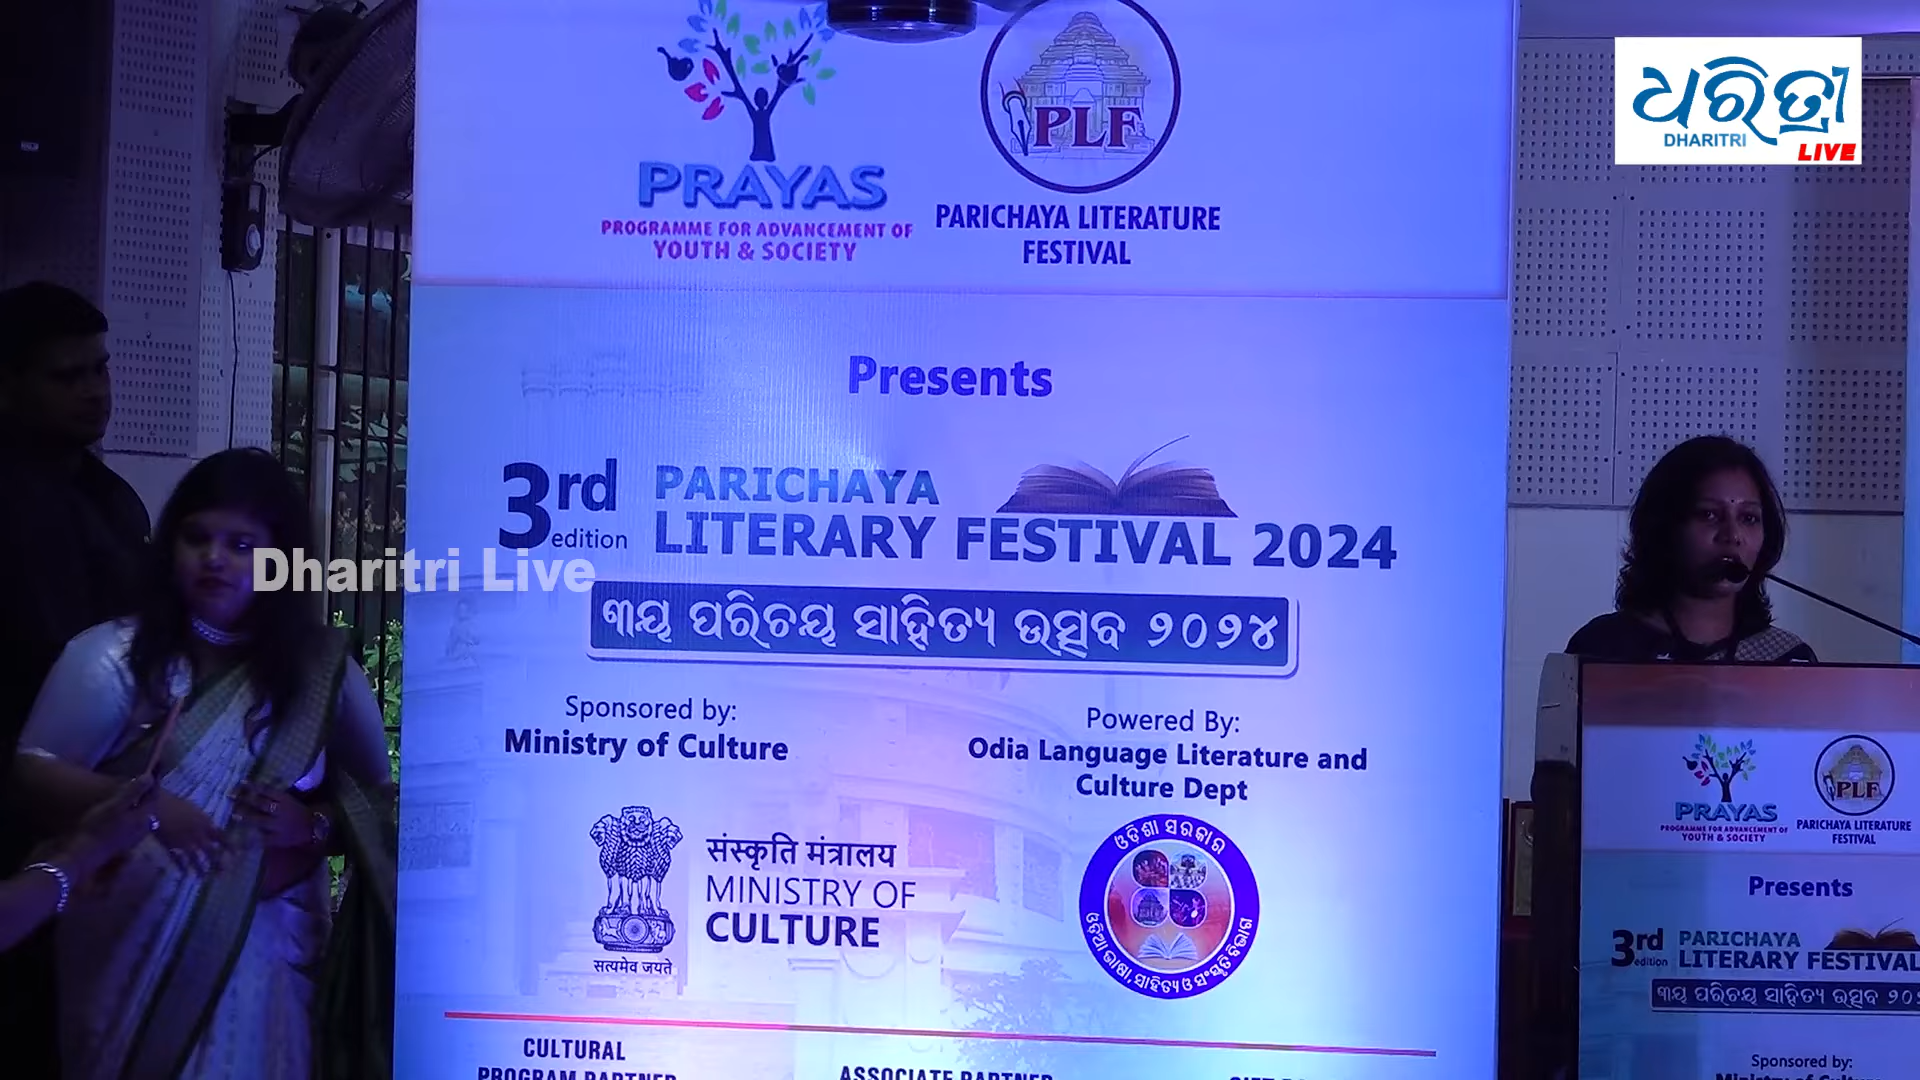 ଧରିତ୍ରୀ
DHARITRI
LIVE
PLF
PRAYAS
PROGRAMME FOR ADVANCEMENT OF
YOUTH & SOCIETY
PARICHAYA LITERATURE
FESTIVAL
Presents
3rd
edition
PARICHAYA
LITERARY FESTIVAL 2024
୩ୟ ପରିଚୟ ସାହିତ୍ୟ ଉତ୍ସବ ୨୦୨୪
Dharitri Live
Sponsored by:
Ministry of Culture
Powered By:
Odia Language Literature and
Culture Dept
संस्कृति मंत्रालय
MINISTRY OF
CULTURE
सत्यमेव जयते
ଓଡ଼ିଶା ସରକାର
ଓଡ଼ିଆ ଭାଷା, ସାହିତ୍ୟ ଓ ସଂସ୍କୃତି ବିଭାଗ
CULTURAL
PROGRAM PARTNER
ASSOCIATE PARTNER
PRAYAS
PROGRAMME FOR ADVANCEMENT OF
YOUTH & SOCIETY
PLF
PARICHAYA LITERATURE
FESTIVAL
Presents
3rd
edition
PARICHAYA
LITERARY FESTIVAL
୩ୟ ପରିଚୟ ସାହିତ୍ୟ ଉତ୍ସବ
Sponsored by: